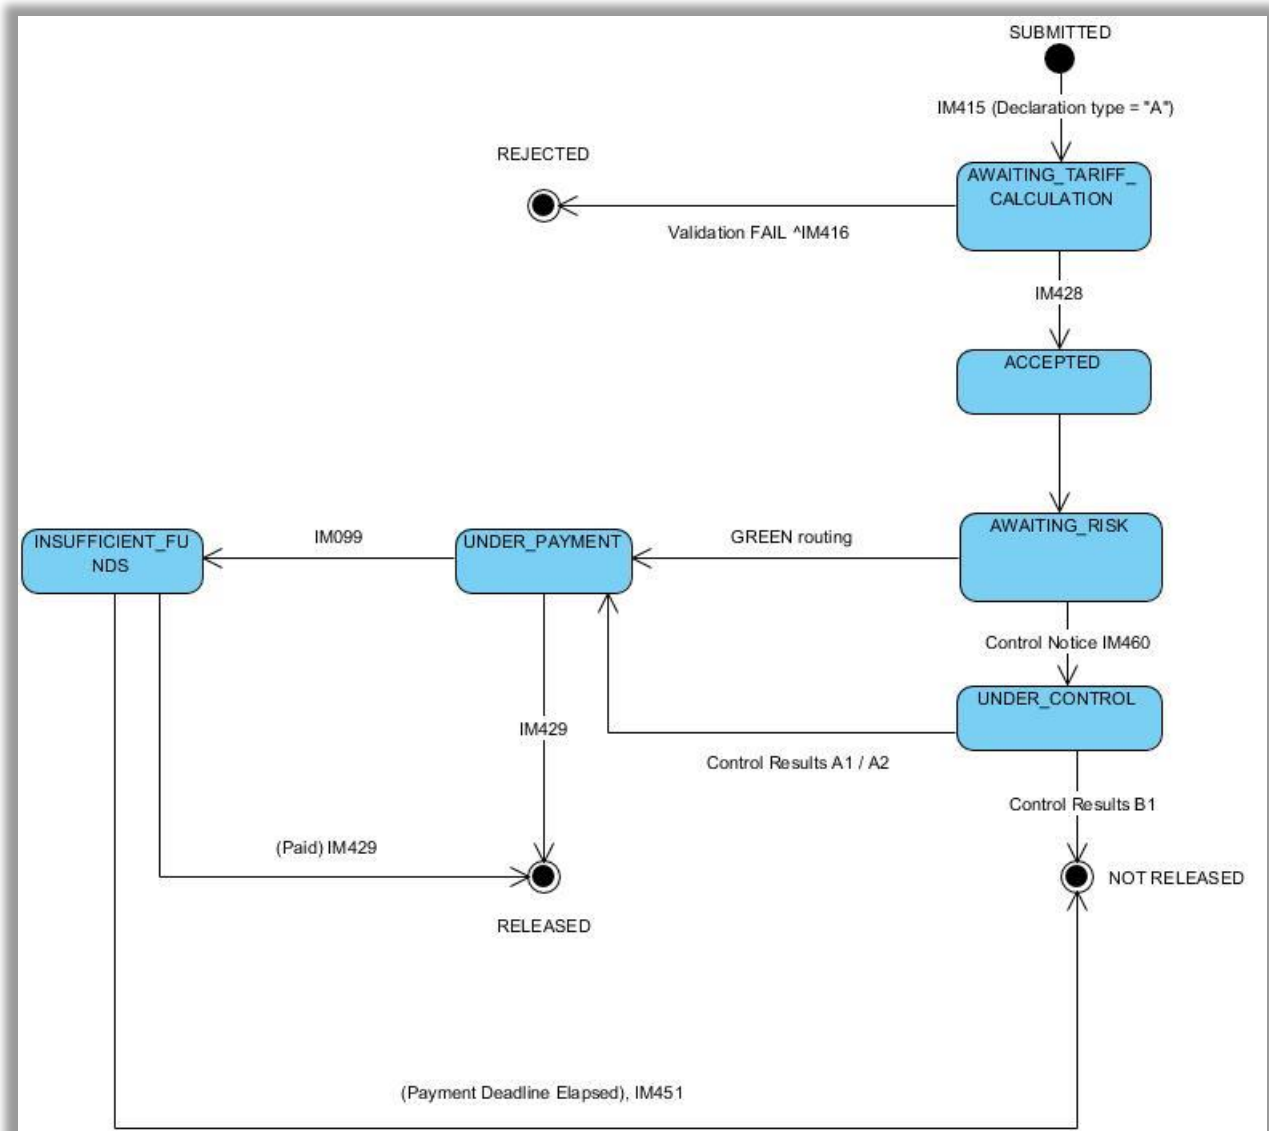 SUBMITTED
IM415 (Declaration type = "A")
REJECTED
AWAITING_TARIFF_
CALCULATION
Validation FAIL ^IM416
IM428
ACCEPTED
INSUFFICIENT_FU
NDS
IM099
UNDER_PAYMENT
GREEN routing
AWAITING_RISK
Control Notice IM460
UNDER_CONTROL
IM429
Control Results A1 / A2
Control Results B1
(Paid) IM429
NOT RELEASED
RELEASED
(Payment Deadline Elapsed), IM451